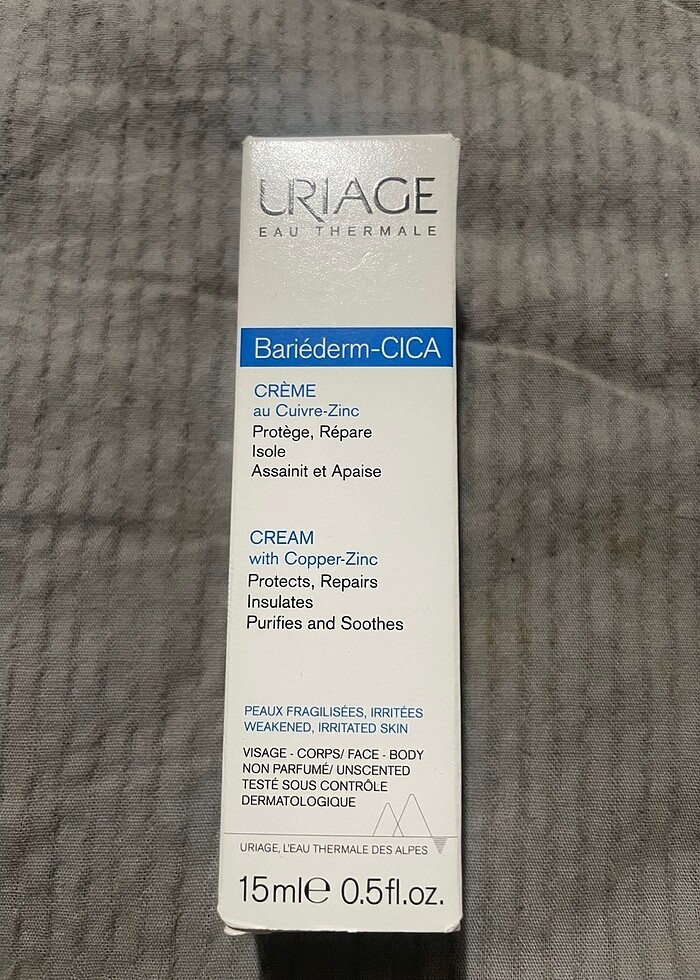 URIAGE
EAU THERMALE
Bariéderm-CICA
CRÈME
au Cuivre-Zinc
Protège, Répare
Isole
Assainit et Apaise
CREAM
with Copper-Zinc
Protects, Repairs
Insulates
Purifies and Soothes
PEAUX FRAGILISÉES, IRRITÉES
WEAKENED, IRRITATED SKIN
VISAGE - CORPS/ FACE - BODY
NON PARFUMÉ/ UNSCENTED
TESTÉ SOUS CONTRÔLE
DERMATOLOGIQUE
URIAGE, L'EAU THERMALE DES ALPES
15ml℮ 0.5fl.oz.